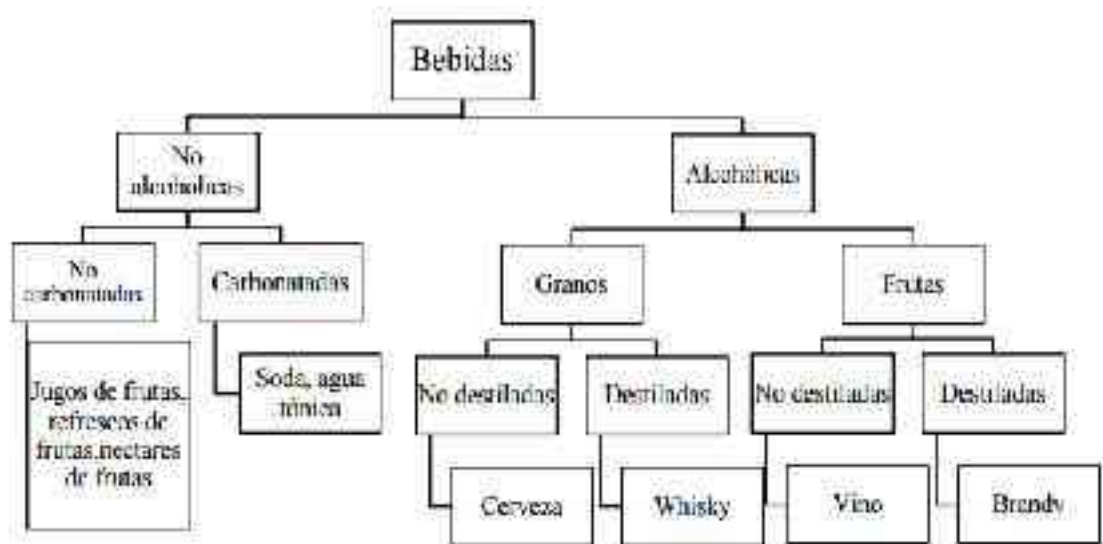 Bebidas
No
alcoholicas
Alcohólicas
No
carbonatadas
Carbonatadas
Granos
Frutas
Jugos de frutas,
refrescos de
frutas,nectares
de frutas
Soda, agua
tónica
No destiladas
Destiladas
No destiladas
Destiladas
Cerveza
Whisky
Vino
Brandy